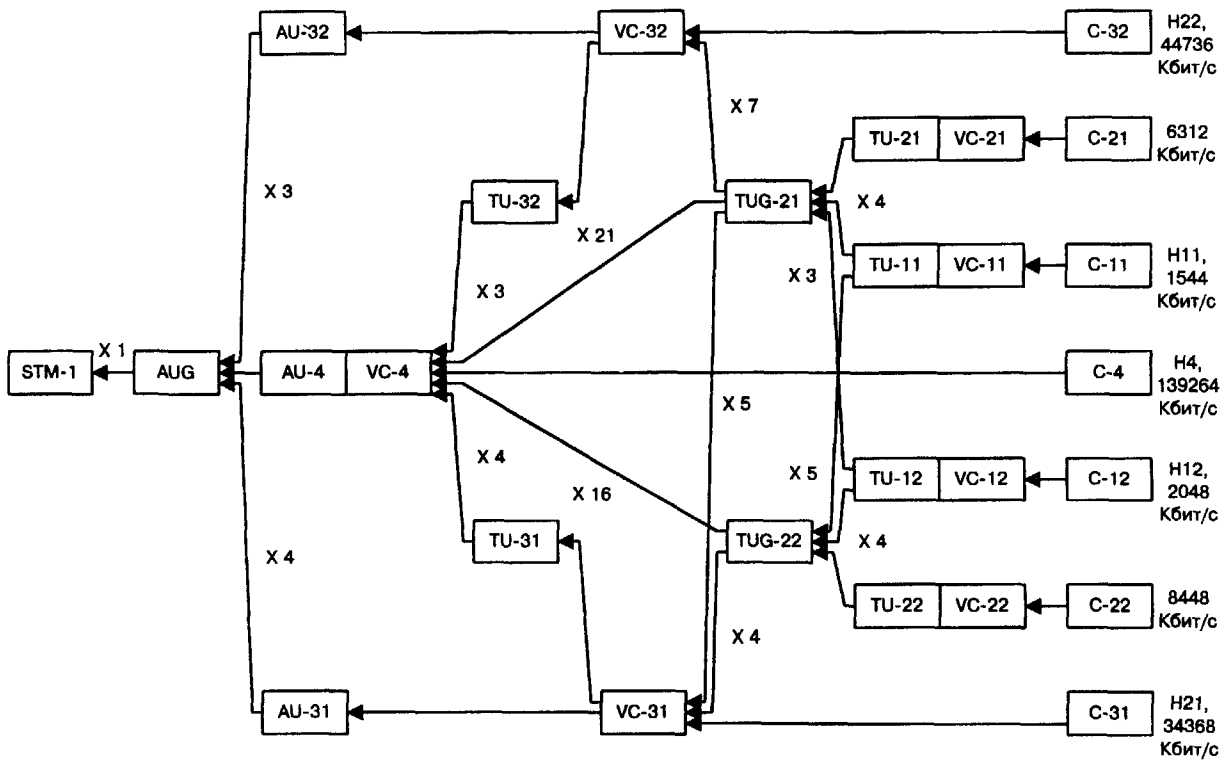 AU-32
VC-32
C-32
H22,
44736
Кбит/с
X 7
TU-21
VC-21
C-21
6312
Кбит/с
X 3
TU-32
TUG-21
X 4
X 21
TU-11
VC-11
C-11
H11,
1544
Кбит/с
X 3
X 3
X 1
STM-1
AUG
AU-4
VC-4
C-4
H4,
139264
Кбит/с
X 5
X 4
X 5
TU-12
VC-12
C-12
H12,
2048
Кбит/с
X 16
X 4
TU-31
TUG-22
X 4
TU-22
VC-22
C-22
8448
Кбит/с
X 4
AU-31
VC-31
C-31
H21,
34368
Кбит/с